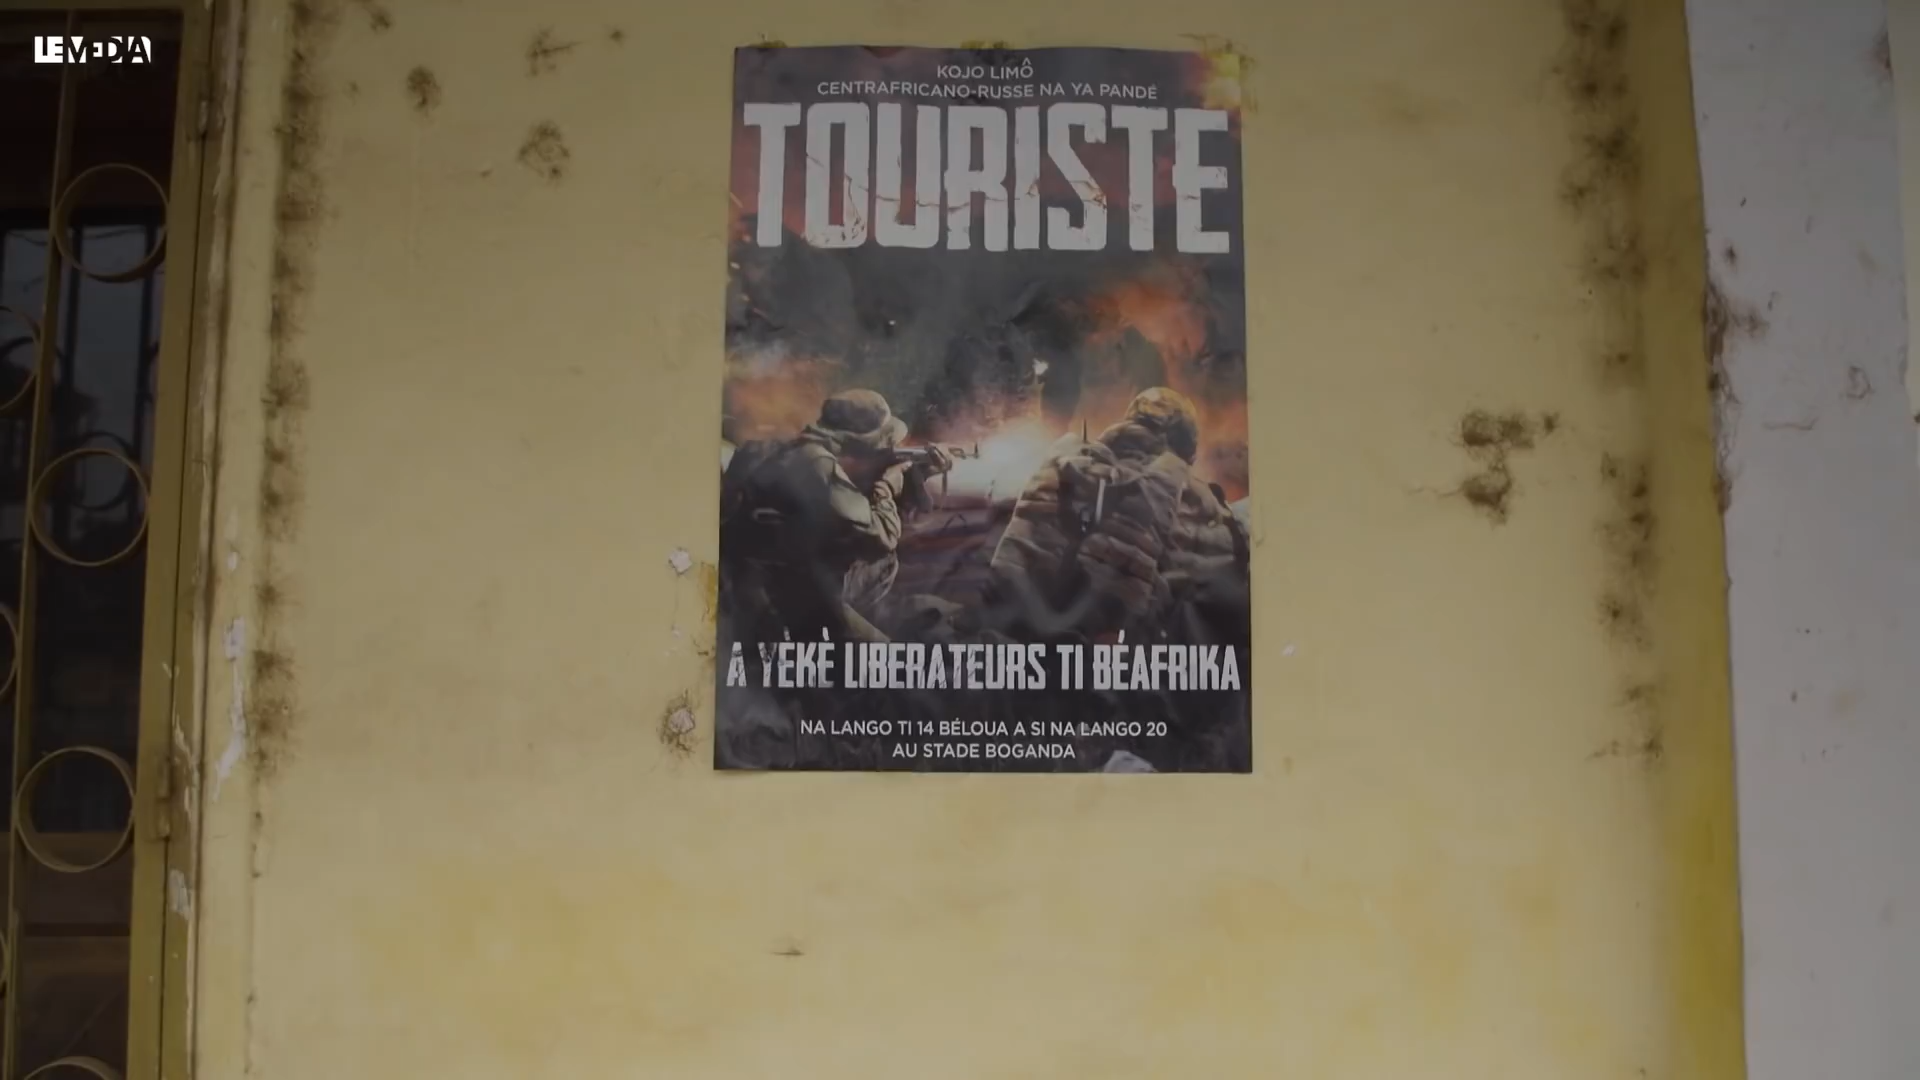 LEMEDIA
KOJO LIMÔ
CENTRAFRICANO-RUSSE NA YA PANDÉ
TOURISTE
A YÈKÈ LIBERATEURS TI BÉAFRIKA
NA LANGO TI 14 BÉLOUA A SI NA LANGO 20
AU STADE BOGANDA